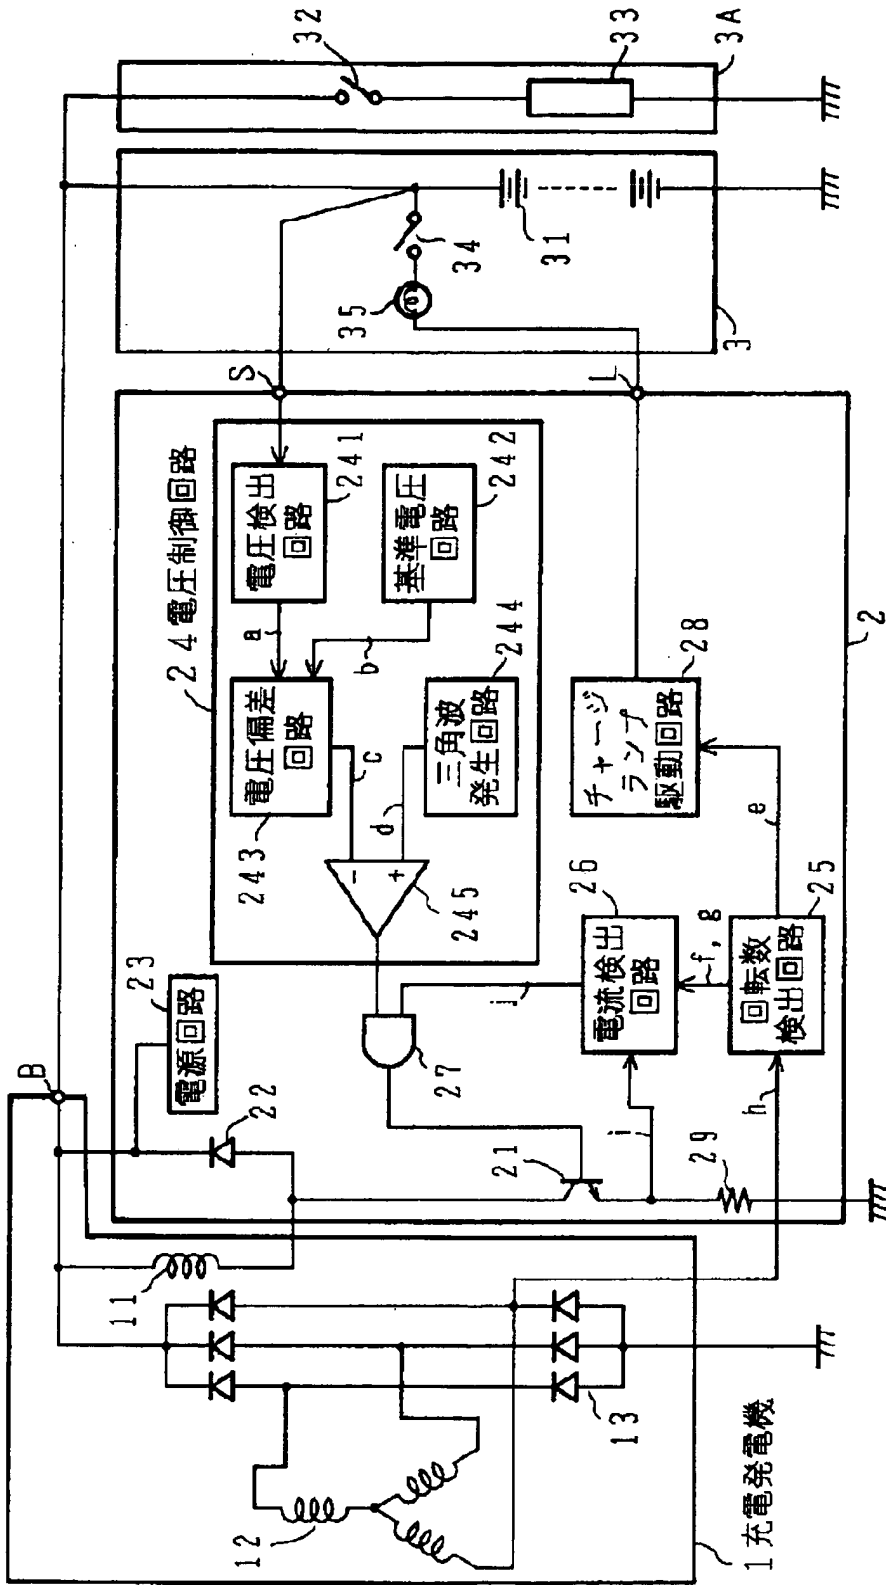 1 充電発電機
12
13
11
B
23
電源回路
22
21
29
i
h
27
j
26
電流検出
回路
25
回転数
検出回路
f, g
e
28
チャージ
ランプ
駆動回路
2
24 電圧制御回路
243
電圧偏差
回路
245
-
+
c
d
244
三角波
発生回路
a
b
241
電圧検出
回路
242
基準電圧
回路
S
L
35
34
31
3
32
33
3A